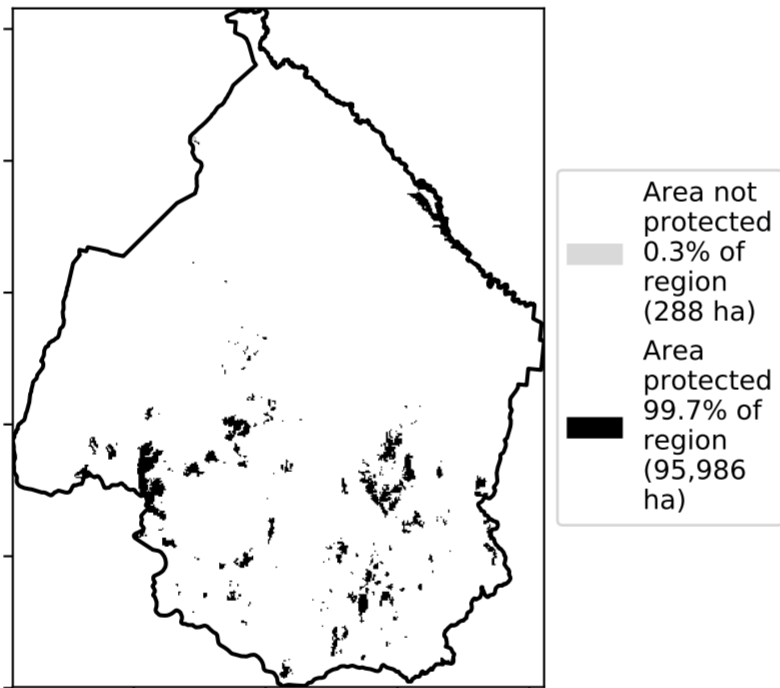 Area not
protected
0.3% of
region
(288 ha)
Area
protected
99.7% of
region
(95,986
ha)